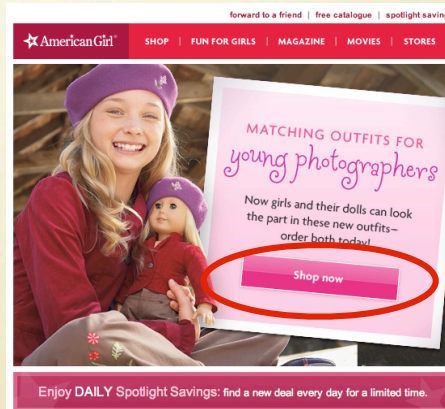 forward to a friend | free catalogue | spotlight saving
American Girl®
SHOP | FUN FOR GIRLS | MAGAZINE | MOVIES | STORES
MATCHING OUTFITS FOR
young photographers
Now girls and their dolls can look
the part in these new outfits–
order both today!
Shop now
Enjoy DAILY Spotlight Savings: find a new deal every day for a limited time.